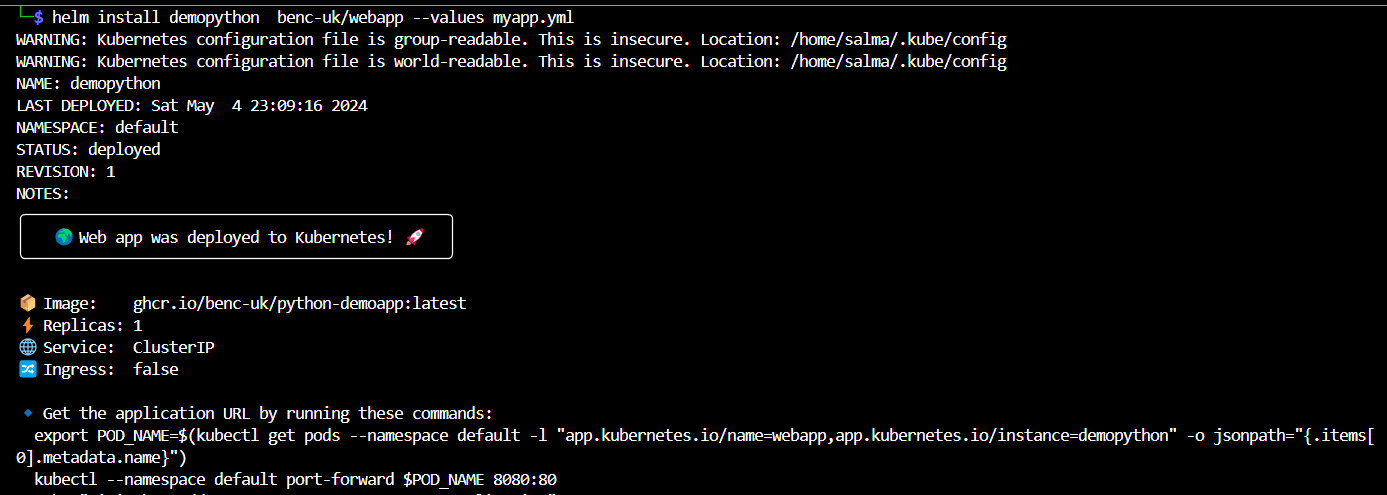 └─$ helm install demopython  benc-uk/webapp --values myapp.yml
WARNING: Kubernetes configuration file is group-readable. This is insecure. Location: /home/salma/.kube/config
WARNING: Kubernetes configuration file is world-readable. This is insecure. Location: /home/salma/.kube/config
NAME: demopython
LAST DEPLOYED: Sat May  4 23:09:16 2024
NAMESPACE: default
STATUS: deployed
REVISION: 1
NOTES:
🌍 Web app was deployed to Kubernetes! 🚀
📦 Image:    ghcr.io/benc-uk/python-demoapp:latest
⚡ Replicas: 1
🌐 Service:  ClusterIP
🔀 Ingress:  false
🔹 Get the application URL by running these commands:
  export POD_NAME=$(kubectl get pods --namespace default -l "app.kubernetes.io/name=webapp,app.kubernetes.io/instance=demopython" -o jsonpath="{.items[
0].metadata.name}")
  kubectl --namespace default port-forward $POD_NAME 8080:80